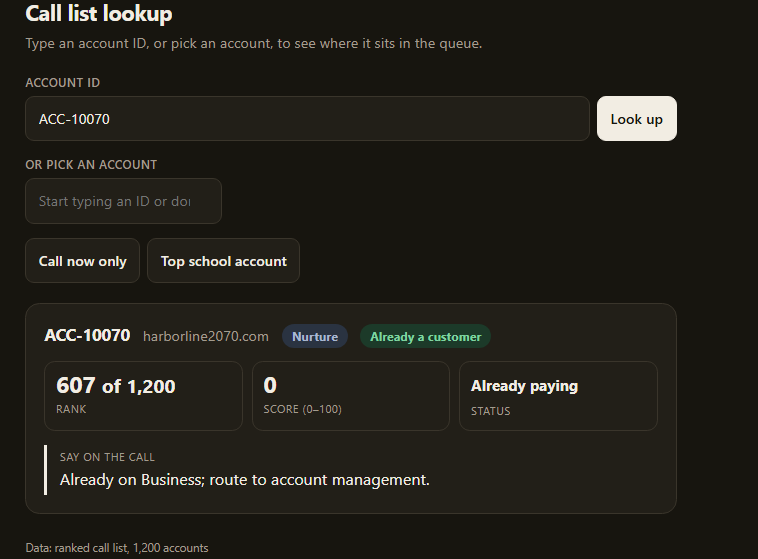 Call list lookup
Type an account ID, or pick an account, to see where it sits in the queue.
ACCOUNT ID
ACC-10070
Look up
OR PICK AN ACCOUNT
Start typing an ID or do
Call now only
Top school account
ACC-10070 harborline2070.com Nurture Already a customer
607 of 1,200
RANK
0
SCORE (0–100)
Already paying
STATUS
SAY ON THE CALL
Already on Business; route to account management.
Data: ranked call list, 1,200 accounts